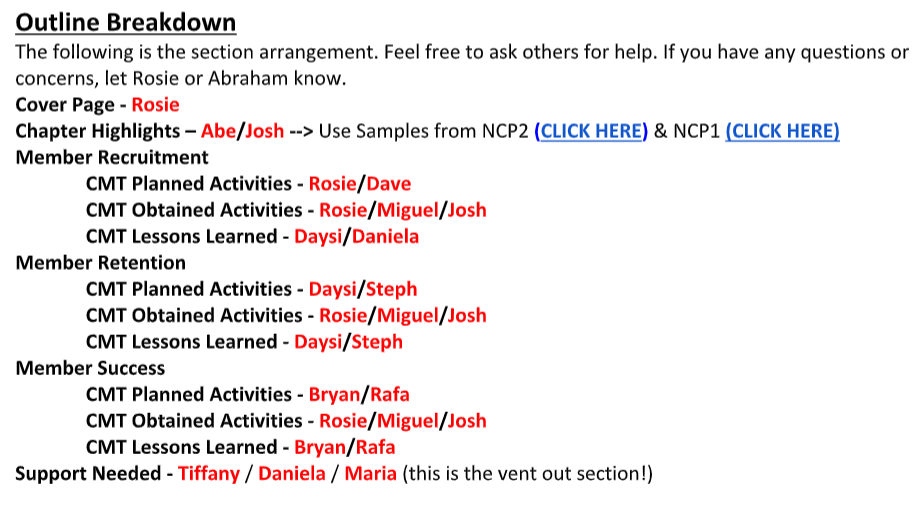 Outline Breakdown
The following is the section arrangement. Feel free to ask others for help. If you have any questions or
concerns, let Rosie or Abraham know.
Cover Page - Rosie
Chapter Highlights – Abe/Josh --> Use Samples from NCP2 (CLICK HERE) & NCP1 (CLICK HERE)
Member Recruitment
CMT Planned Activities - Rosie/Dave
CMT Obtained Activities - Rosie/Miguel/Josh
CMT Lessons Learned - Daysi/Daniela
Member Retention
CMT Planned Activities - Daysi/Steph
CMT Obtained Activities - Rosie/Miguel/Josh
CMT Lessons Learned - Daysi/Steph
Member Success
CMT Planned Activities - Bryan/Rafa
CMT Obtained Activities - Rosie/Miguel/Josh
CMT Lessons Learned - Bryan/Rafa
Support Needed - Tiffany / Daniela / Maria (this is the vent out section!)